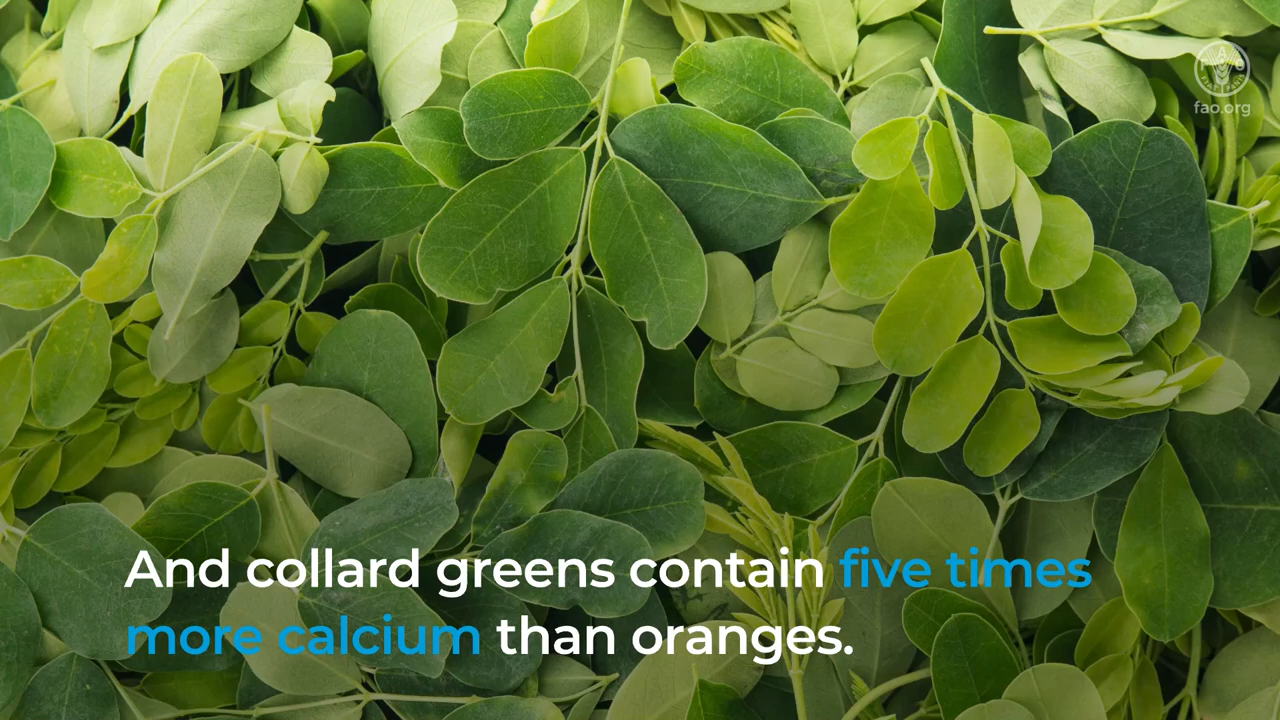 fao.org
And collard greens contain five times
more calcium than oranges.